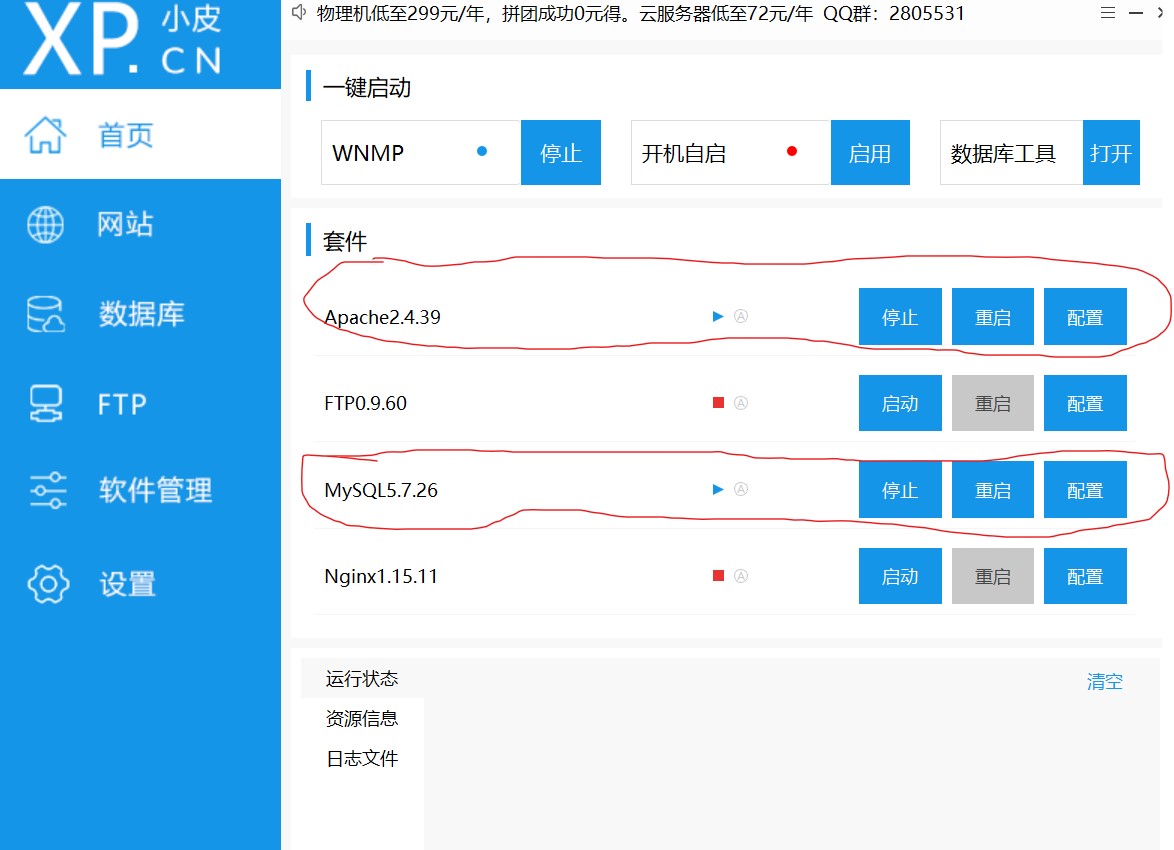 XP.小皮
CN
物理机低至299元/年，拼团成功0元得。云服务器低至72元/年 QQ群：2805531
首页
网站
数据库
FTP
软件管理
设置
一键启动
WNMP 停止 开机自启 启用 数据库工具 打开
套件
Apache2.4.39 A 停止 重启 配置
FTP0.9.60 A 启动 重启 配置
MySQL5.7.26 A 停止 重启 配置
Nginx1.15.11 A 启动 重启 配置
运行状态 清空
资源信息
日志文件